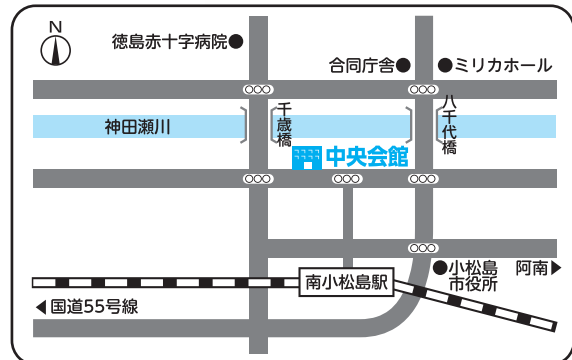 N
徳島赤十字病院●
合同庁舎●
●ミリカホール
神田瀬川
千歳橋
八千代橋
中央会館
南小松島駅
●小松島
市役所
阿南▶
◀国道55号線